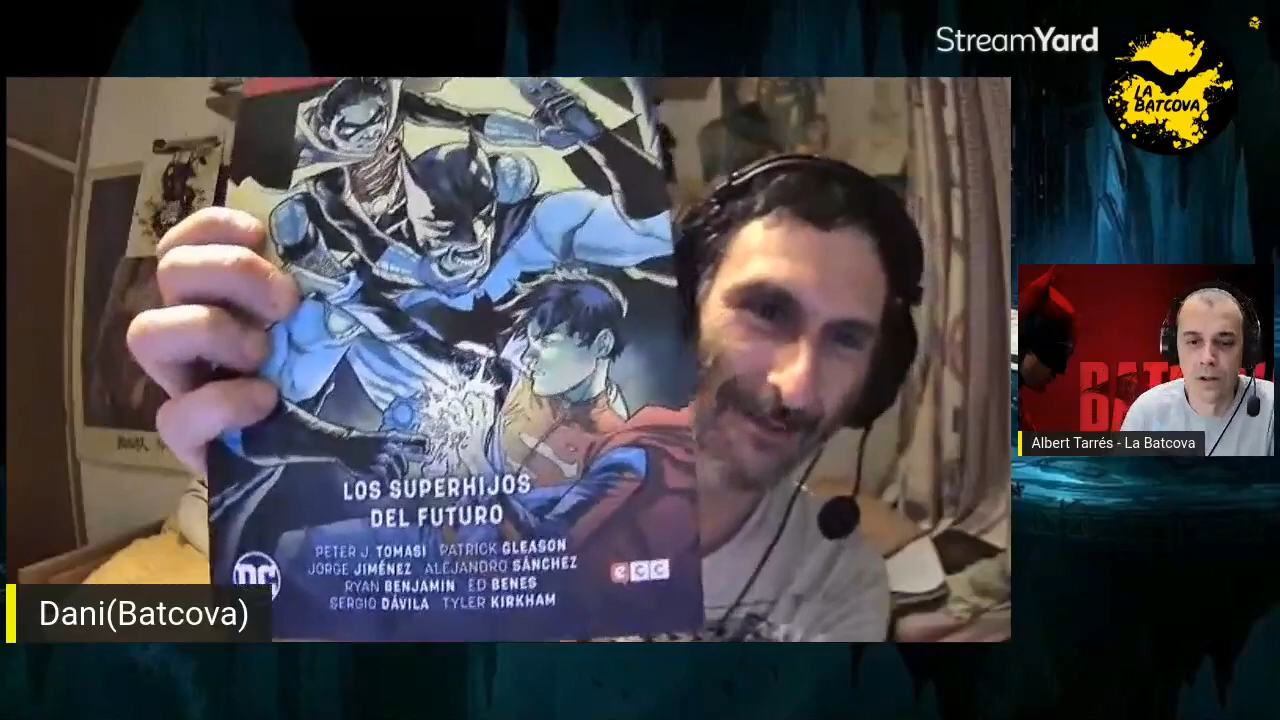 StreamYard
LA
BATCOVA
LOS SUPERHIJOS
DEL FUTURO
PETER J. TOMASI PATRICK GLEASON
JORGE JIMÉNEZ ALEJANDRO SÁNCHEZ
RYAN BENJAMIN ED BENES
SERGIO DÁVILA TYLER KIRKHAM
DC
ecc
Dani(Batcova)
Albert Tarrés - La Batcova